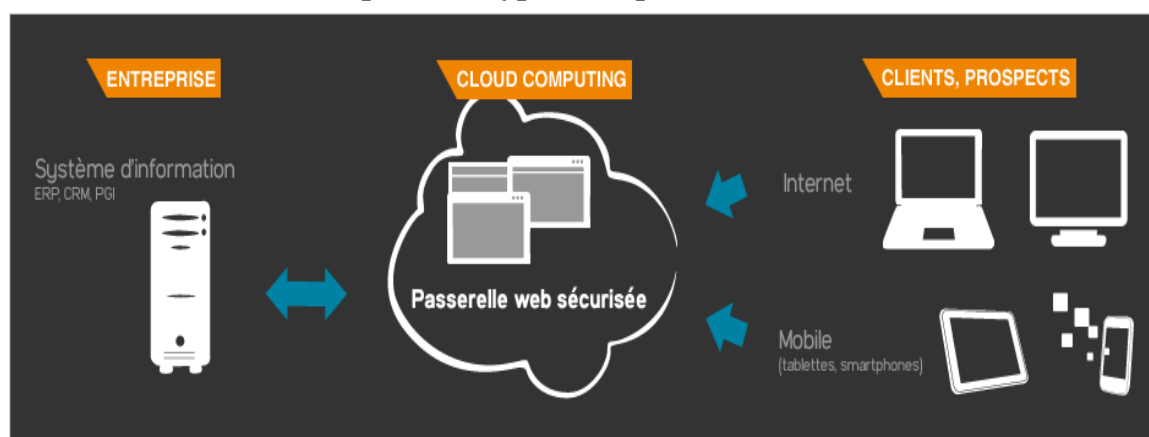 ENTREPRISE
Système d'information
ERP, CRM, PGI
CLOUD COMPUTING
Passerelle web sécurisée
CLIENTS, PROSPECTS
Internet
Mobile
(tablettes, smartphones)